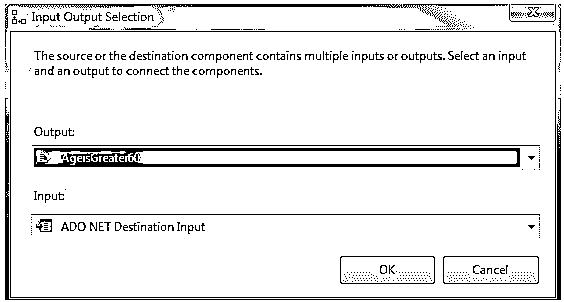 Input Output Selection
The source or the destination component contains multiple inputs or outputs. Select an input
and an output to connect the components.
Output:
AgeisGreater60
Input:
ADO NET Destination Input
OK Cancel